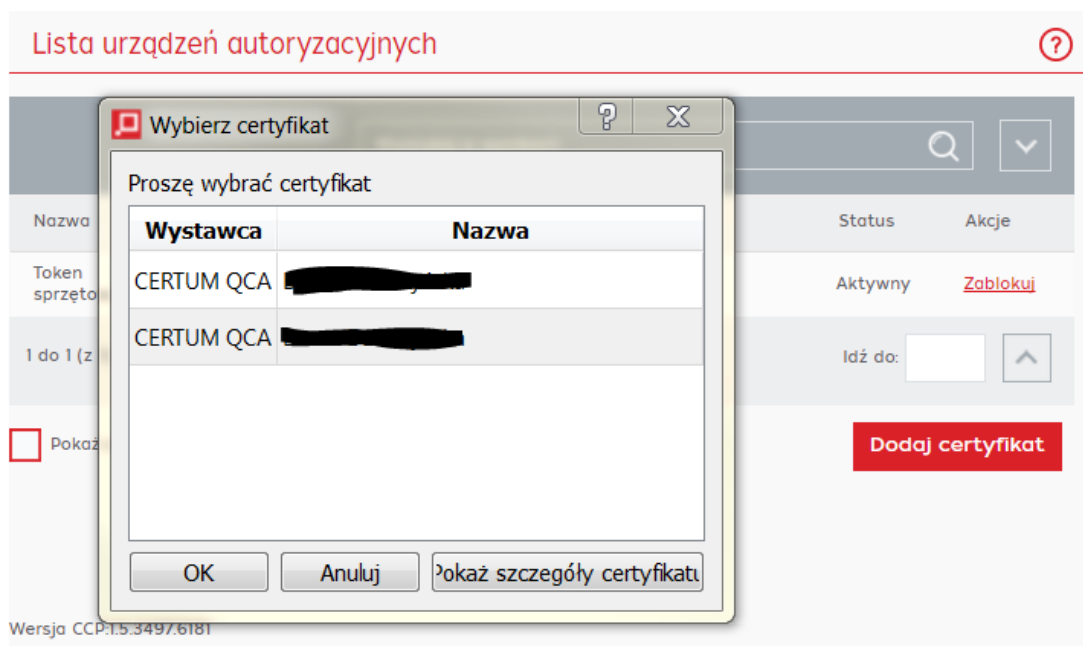 Lista urządzeń autoryzacyjnych
Wybierz certyfikat
Proszę wybrać certyfikat
Wystawca Nazwa
CERTUM QCA
CERTUM QCA
OK Anuluj Pokaż szczegóły certyfikatu
Nazwa Status Akcje
Token
sprzęto Aktywny Zablokuj
1 do 1 (z Idź do:
Pokaż Dodaj certyfikat
Wersja CCP:1.5.3497.6181